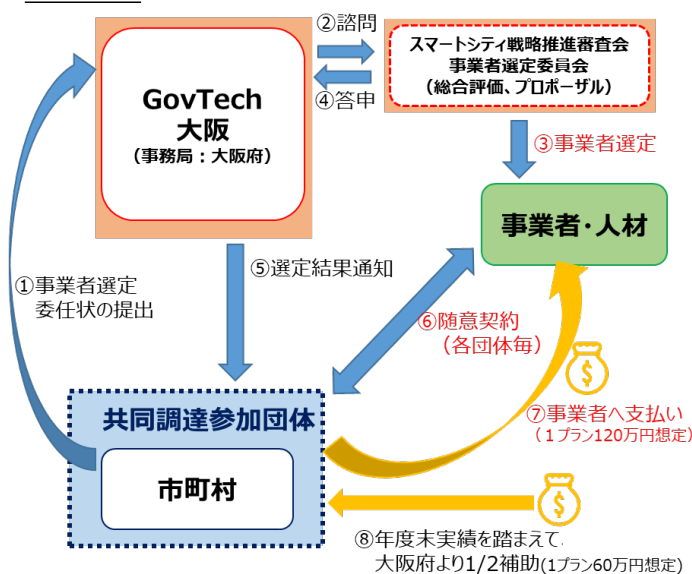 ②諮問
④答申
GovTech
大阪
(事務局：大阪府)
スマートシティ戦略推進審査会
事業者選定委員会
(総合評価、プロポーザル)
③事業者選定
事業者・人材
①事業者選定
委任状の提出
⑤選定結果通知
⑥随意契約
（各団体毎）
共同調達参加団体
市町村
$
⑦事業者へ支払い
（１プラン120万円想定）
$
⑧年度末実績を踏まえて、
大阪府より1/2補助(1プラン60万円想定)